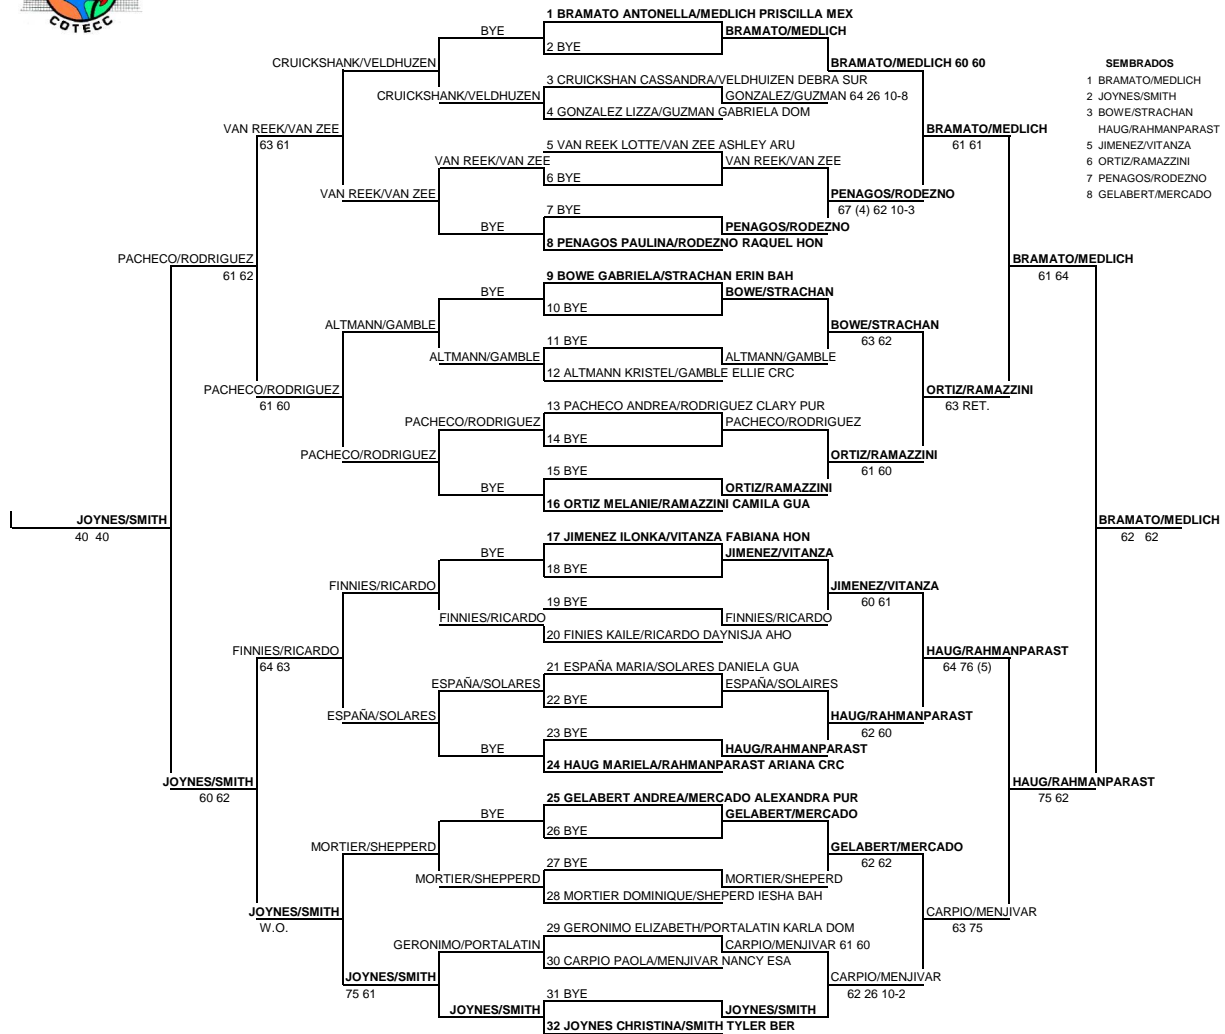 COTECC
1 BRAMATO ANTONELLA/MEDLICH PRISCILLA MEX
BYE
BRAMATO/MEDLICH
2 BYE
CRUICKSHANK/VELDHUZEN
BRAMATO/MEDLICH 60 60
SEMBRADOS
1 BRAMATO/MEDLICH
2 JOYNES/SMITH
3 BOWE/STRACHAN
HAUG/RAHMANPARAST
5 JIMENEZ/VITANZA
6 ORTIZ/RAMAZZINI
7 PENAGOS/RODEZNO
8 GELABERT/MERCADO
3 CRUICKSHAN CASSANDRA/VELDHUIZEN DEBRA SUR
CRUICKSHANK/VELDHUZEN
GONZALEZ/GUZMAN 64 26 10-8
4 GONZALEZ LIZZA/GUZMAN GABRIELA DOM
VAN REEK/VAN ZEE
63 61
BRAMATO/MEDLICH
61 61
5 VAN REEK LOTTE/VAN ZEE ASHLEY ARU
VAN REEK/VAN ZEE
VAN REEK/VAN ZEE
6 BYE
VAN REEK/VAN ZEE
PENAGOS/RODEZNO
67 (4) 62 10-3
7 BYE
BYE
PENAGOS/RODEZNO
8 PENAGOS PAULINA/RODEZNO RAQUEL HON
PACHECO/RODRIGUEZ
61 62
BRAMATO/MEDLICH
61 64
9 BOWE GABRIELA/STRACHAN ERIN BAH
BYE
BOWE/STRACHAN
10 BYE
ALTMANN/GAMBLE
BOWE/STRACHAN
63 62
11 BYE
ALTMANN/GAMBLE
ALTMANN/GAMBLE
12 ALTMANN KRISTEL/GAMBLE ELLIE CRC
PACHECO/RODRIGUEZ
61 60
ORTIZ/RAMAZZINI
63 RET.
13 PACHECO ANDREA/RODRIGUEZ CLARY PUR
PACHECO/RODRIGUEZ
PACHECO/RODRIGUEZ
14 BYE
PACHECO/RODRIGUEZ
ORTIZ/RAMAZZINI
61 60
15 BYE
BYE
ORTIZ/RAMAZZINI
16 ORTIZ MELANIE/RAMAZZINI CAMILA GUA
JOYNES/SMITH
40 40
BRAMATO/MEDLICH
62 62
17 JIMENEZ ILONKA/VITANZA FABIANA HON
BYE
JIMENEZ/VITANZA
18 BYE
FINNIES/RICARDO
JIMENEZ/VITANZA
60 61
19 BYE
FINNIES/RICARDO
FINNIES/RICARDO
20 FINIES KAILE/RICARDO DAYNISJA AHO
FINNIES/RICARDO
64 63
HAUG/RAHMANPARAST
64 76 (5)
21 ESPAÑA MARIA/SOLARES DANIELA GUA
ESPAÑA/SOLARES
ESPAÑA/SOLAIRES
22 BYE
ESPAÑA/SOLARES
HAUG/RAHMANPARAST
62 60
23 BYE
BYE
HAUG/RAHMANPARAST
24 HAUG MARIELA/RAHMANPARAST ARIANA CRC
JOYNES/SMITH
60 62
HAUG/RAHMANPARAST
75 62
25 GELABERT ANDREA/MERCADO ALEXANDRA PUR
BYE
GELABERT/MERCADO
26 BYE
MORTIER/SHEPPERD
GELABERT/MERCADO
62 62
27 BYE
MORTIER/SHEPPERD
MORTIER/SHEPERD
28 MORTIER DOMINIQUE/SHEPERD IESHA BAH
JOYNES/SMITH
W.O.
CARPIO/MENJIVAR
63 75
29 GERONIMO ELIZABETH/PORTALATIN KARLA DOM
GERONIMO/PORTALATIN
CARPIO/MENJIVAR 61 60
30 CARPIO PAOLA/MENJIVAR NANCY ESA
JOYNES/SMITH
75 61
CARPIO/MENJIVAR
62 26 10-2
31 BYE
JOYNES/SMITH
JOYNES/SMITH
32 JOYNES CHRISTINA/SMITH TYLER BER